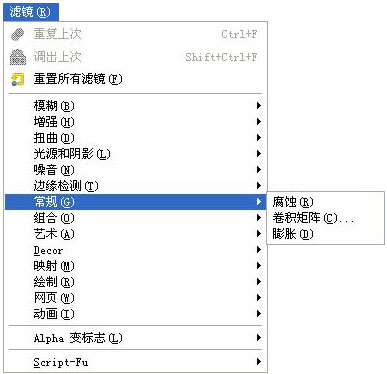 滤镜(R)
重复上次 Ctrl+F
调出上次 Shift+Ctrl+F
重置所有滤镜(F)
模糊(B)
增强(H)
扭曲(D)
光源和阴影(L)
噪音(N)
边缘检测(T)
常规(G)
组合(O)
艺术(A)
Decor
映射(M)
绘制(R)
网页(W)
动画(I)
Alpha 变标志(L)
Script-Fu
腐蚀(R)
卷积矩阵(C)...
膨胀(D)